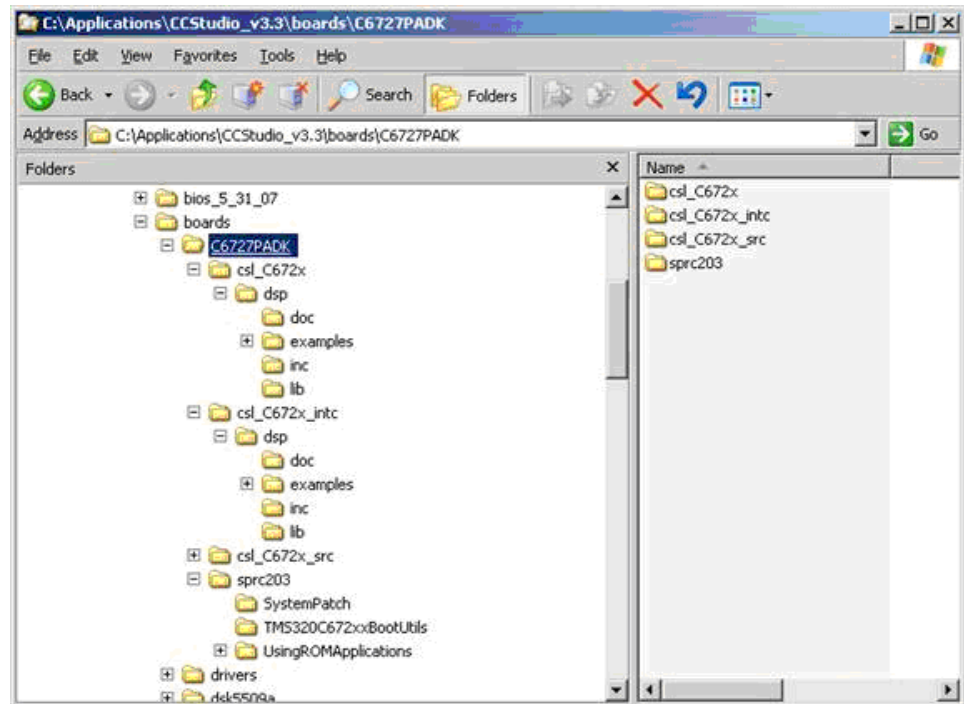 C:\Applications\CCStudio_v3.3\boards\C6727PADK
File Edit View Favorites Tools Help
Back Search Folders
Address C:\Applications\CCStudio_v3.3\boards\C6727PADK Go
Folders
Name
bios_5_31_07
boards
C6727PADK
csl_C672x
dsp
doc
examples
inc
lib
csl_C672x_intc
dsp
doc
examples
inc
lib
csl_C672x_src
sprc203
SystemPatch
TMS320C672xxBootUtils
UsingROMApplications
drivers
dsk5509a
csl_C672x
csl_C672x_intc
csl_C672x_src
sprc203